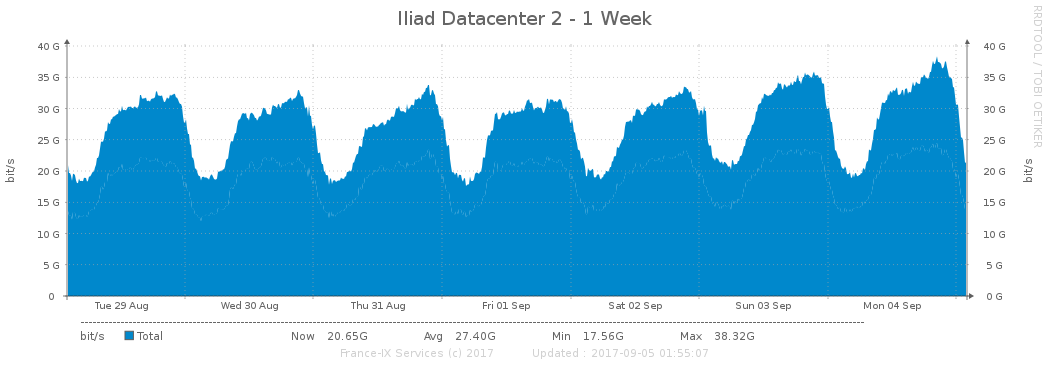 Iliad Datacenter 2 - 1 Week
RRDTOOL / TOBI OETIKER
40 G 40 G
35 G 35 G
30 G 30 G
25 G 25 G
20 G 20 G
15 G 15 G
10 G 10 G
5 G 5 G
0 0 G
bit/s bit/s
Tue 29 Aug Wed 30 Aug Thu 31 Aug Fri 01 Sep Sat 02 Sep Sun 03 Sep Mon 04 Sep
bit/s Total Now 20.65G Avg 27.40G Min 17.56G Max 38.32G
France-IX Services (c) 2017 Updated : 2017-09-05 01:55:07